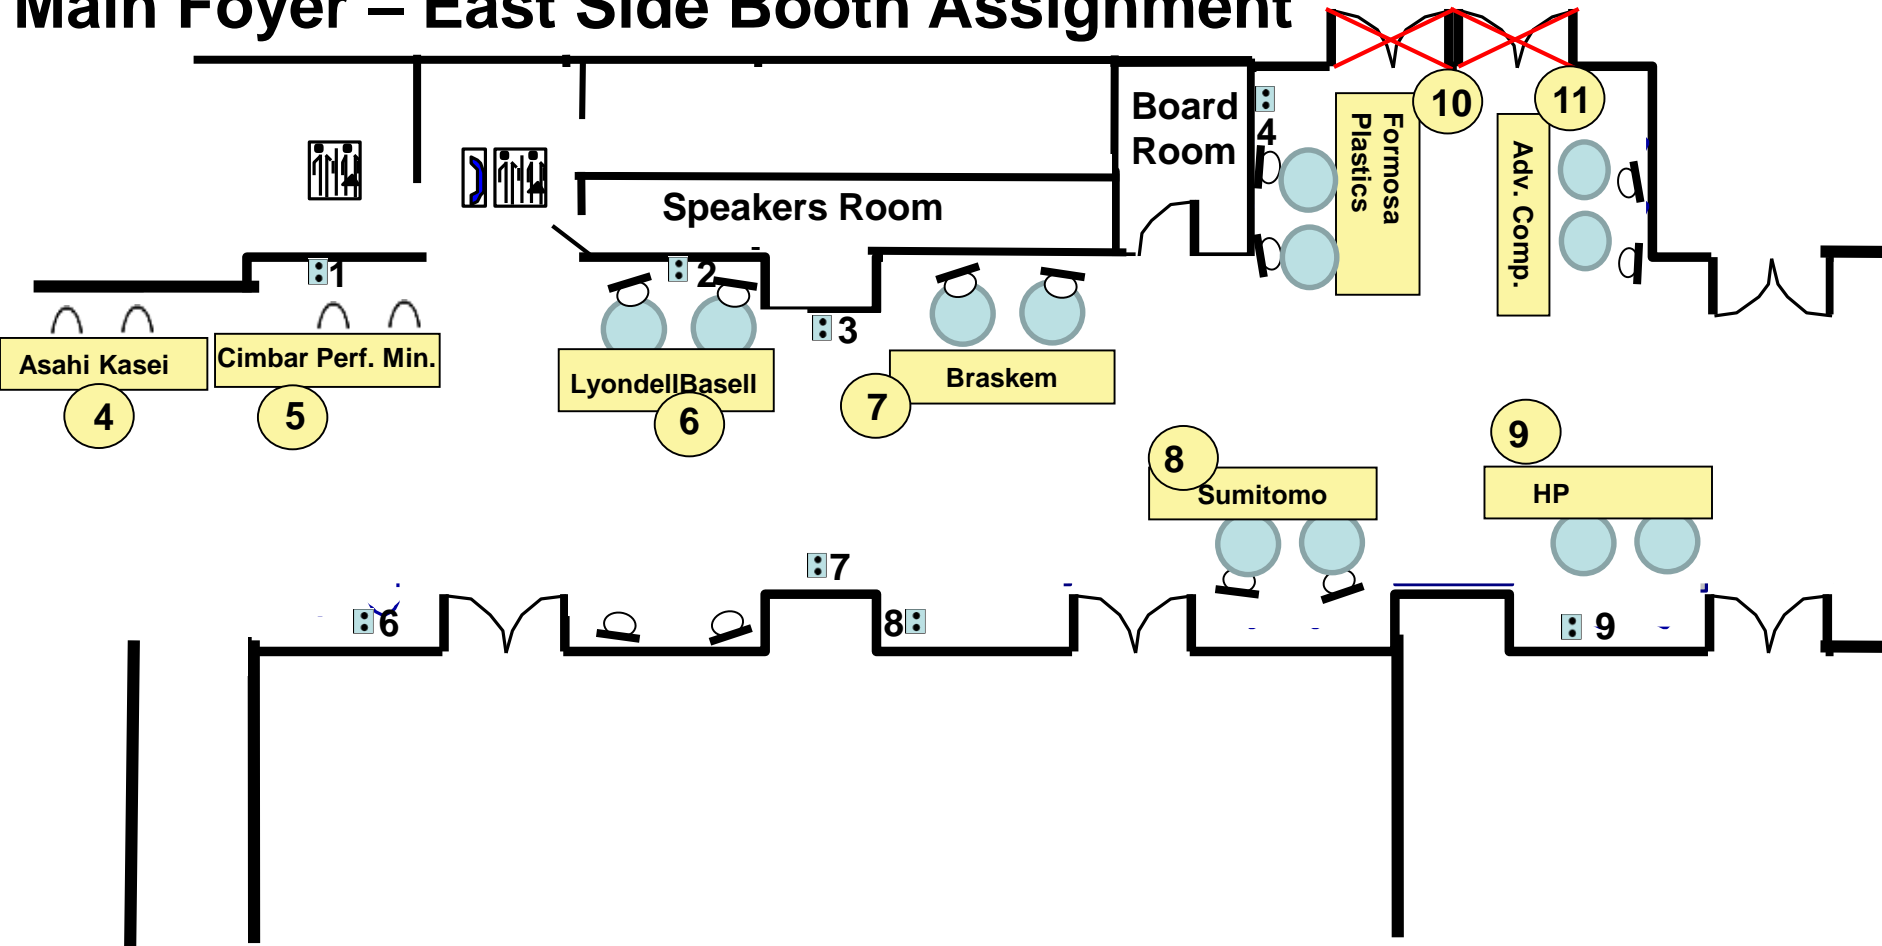 Main Foyer – East Side Booth Assignment
10
11
Board
Room
4
Formosa
Plastics
Adv. Comp.
Speakers Room
1
2
3
Asahi Kasei
Cimbar Perf. Min.
LyondellBasell
Braskem
4
5
6
7
8
Sumitomo
9
HP
7
6
8
9